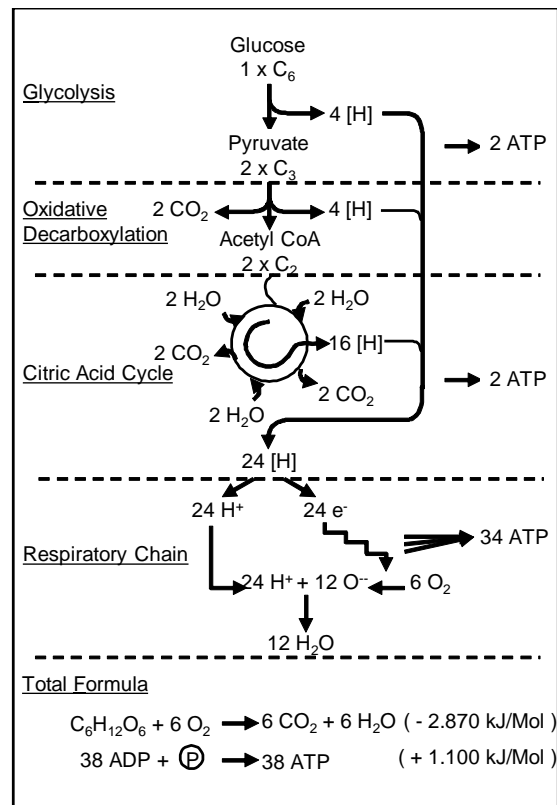 Glucose
1 x C₆
Glycolysis
4 [H]
Pyruvate
2 ATP
2 x C₃
2 CO₂
4 [H]
Oxidative
Decarboxylation
Acetyl CoA
2 x C₂
2 H₂O
2 H₂O
16 [H]
2 CO₂
Citric Acid Cycle
2 ATP
2 CO₂
2 H₂O
24 [H]
24 H⁺
24 e⁻
34 ATP
Respiratory Chain
24 H⁺ + 12 O⁻⁻
6 O₂
12 H₂O
Total Formula
C₆H₁₂O₆ + 6 O₂ 6 CO₂ + 6 H₂O ( - 2.870 kJ/Mol )
38 ADP + P 38 ATP ( + 1.100 kJ/Mol )